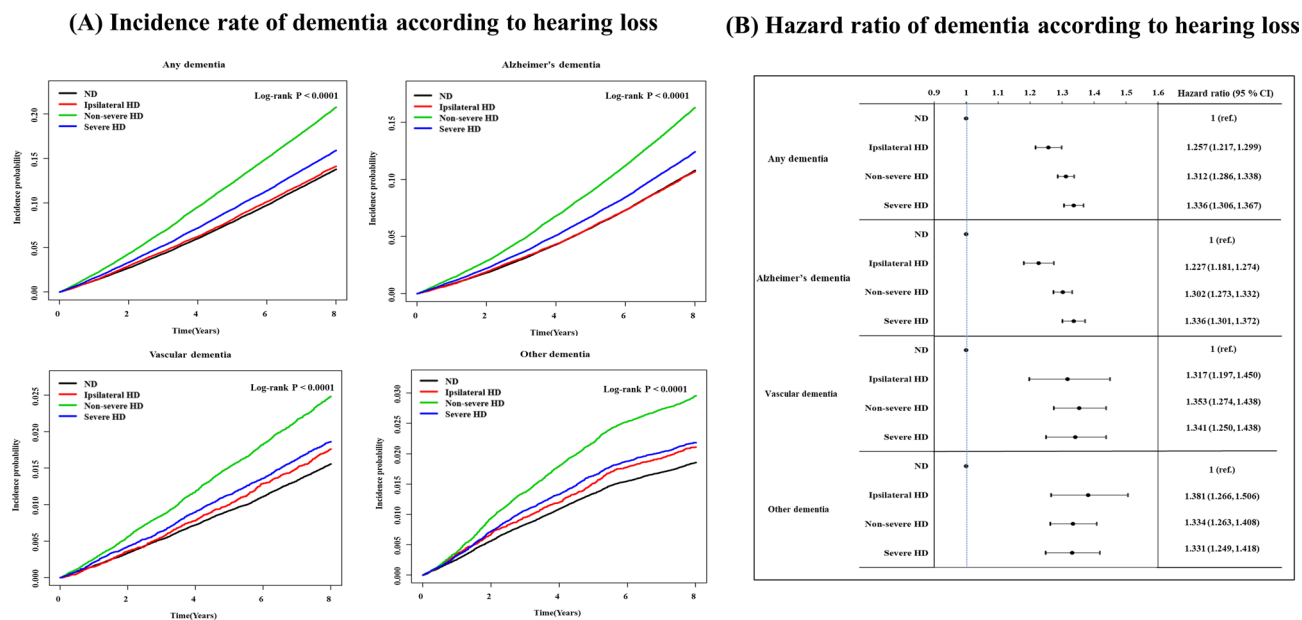 (A) Incidence rate of dementia according to hearing loss
Any dementia
ND
Ipsilateral HD
Non-severe HD
Severe HD
Log-rank P < 0.0001
Incidence probability
0.20
0.15
0.10
0.05
0.00
0 2 4 6 8
Time(Years)
Alzheimer's dementia
ND
Ipsilateral HD
Non-severe HD
Severe HD
Log-rank P < 0.0001
Incidence probability
0.15
0.10
0.05
0.00
0 2 4 6 8
Time(Years)
Vascular dementia
ND
Ipsilateral HD
Non-severe HD
Severe HD
Log-rank P < 0.0001
Incidence probability
0.025
0.020
0.015
0.010
0.005
0.000
0 2 4 6 8
Time(Years)
Other dementia
ND
Ipsilateral HD
Non-severe HD
Severe HD
Log-rank P < 0.0001
Incidence probability
0.030
0.025
0.020
0.015
0.010
0.005
0.000
0 2 4 6 8
Time(Years)
(B) Hazard ratio of dementia according to hearing loss
0.9 1 1.1 1.2 1.3 1.4 1.5 1.6 Hazard ratio (95 % CI)
Any dementia
ND 1 (ref.)
Ipsilateral HD 1.257 (1.217, 1.299)
Non-severe HD 1.312 (1.286, 1.338)
Severe HD 1.336 (1.306, 1.367)
Alzheimer's dementia
ND 1 (ref.)
Ipsilateral HD 1.227 (1.181, 1.274)
Non-severe HD 1.302 (1.273, 1.332)
Severe HD 1.336 (1.301, 1.372)
Vascular dementia
ND 1 (ref.)
Ipsilateral HD 1.317 (1.197, 1.450)
Non-severe HD 1.353 (1.274, 1.438)
Severe HD 1.341 (1.250, 1.438)
Other dementia
ND 1 (ref.)
Ipsilateral HD 1.381 (1.266, 1.506)
Non-severe HD 1.334 (1.263, 1.408)
Severe HD 1.331 (1.249, 1.418)